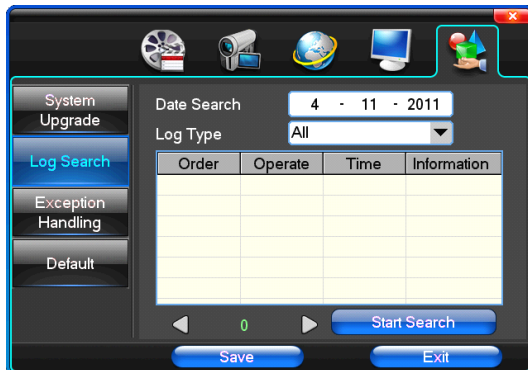 System
Upgrade
Log Search
Exception
Handling
Default
Date Search 4 - 11 - 2011
Log Type All
Order Operate Time Information
0
Start Search
Save Exit